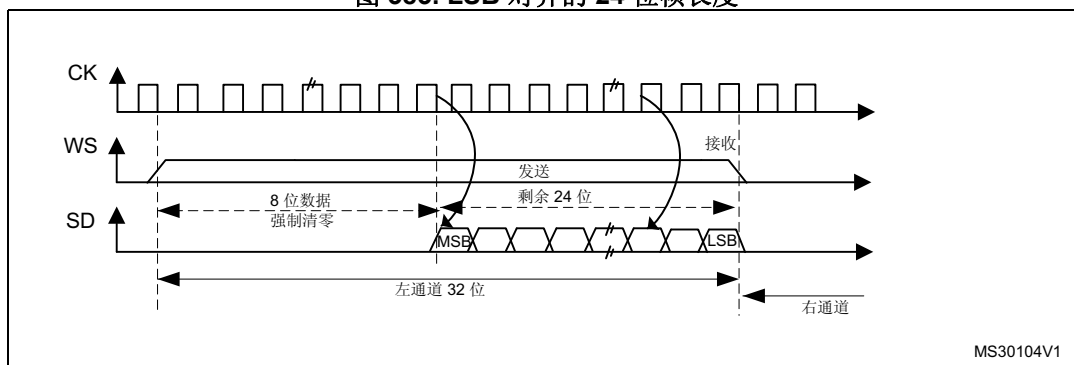 图 LSB 对齐的 24 位帧长度
CK
WS
接收
发送
8 位数据
强制清零
剩余 24 位
SD
MSB
LSB
左通道 32 位
右通道
MS30104V1